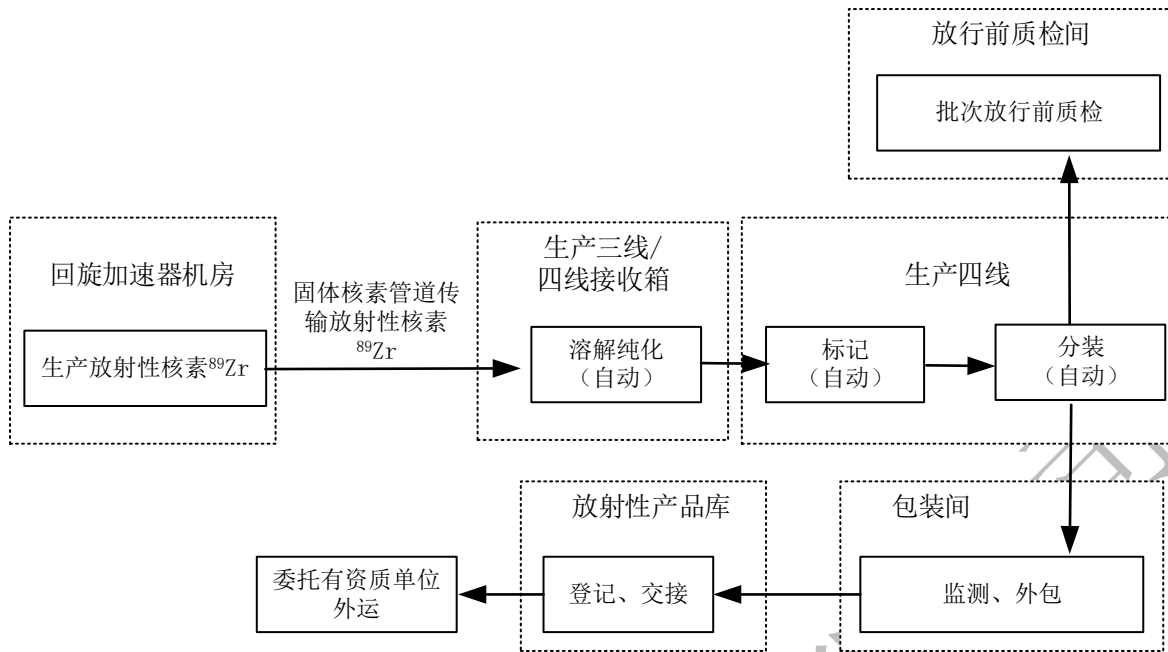 放行前质检间
批次放行前质检
回旋加速器机房
生产放射性核素⁸⁹Zr
固体核素管道传
输放射性核素
⁸⁹Zr
生产三线/
四线接收箱
溶解纯化
（自动）
生产四线
标记
（自动）
分装
（自动）
包装间
监测、外包
放射性产品库
登记、交接
委托有资质单位
外运